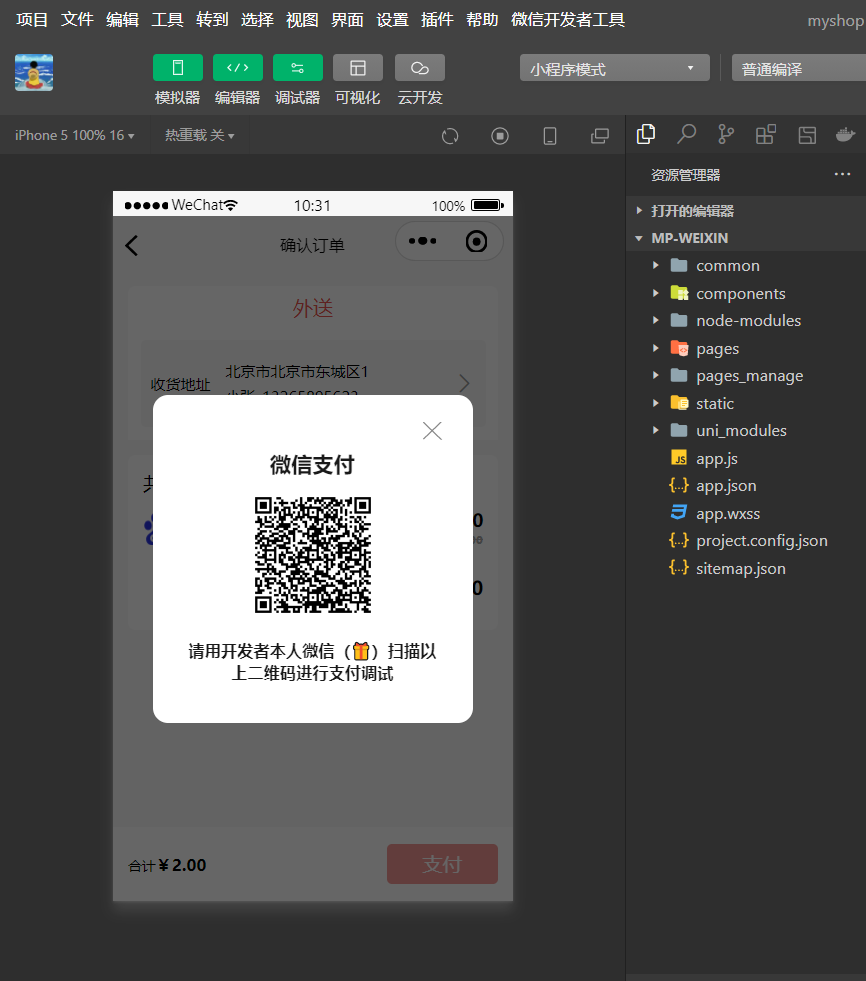 项目 文件 编辑 工具 转到 选择 视图 界面 设置 插件 帮助 微信开发者工具 myshop
模拟器 编辑器 调试器 可视化 云开发
小程序模式
普通编译
iPhone 5 100% 16
热重载 关
WeChat 10:31 100%
确认订单
外送
收货地址
北京市北京市东城区1
微信支付
请用开发者本人微信（🎁）扫描以
上二维码进行支付调试
合计 ¥ 2.00
支付
资源管理器
打开的编辑器
MP-WEIXIN
common
components
node-modules
pages
pages_manage
static
uni_modules
app.js
app.json
app.wxss
project.config.json
sitemap.json